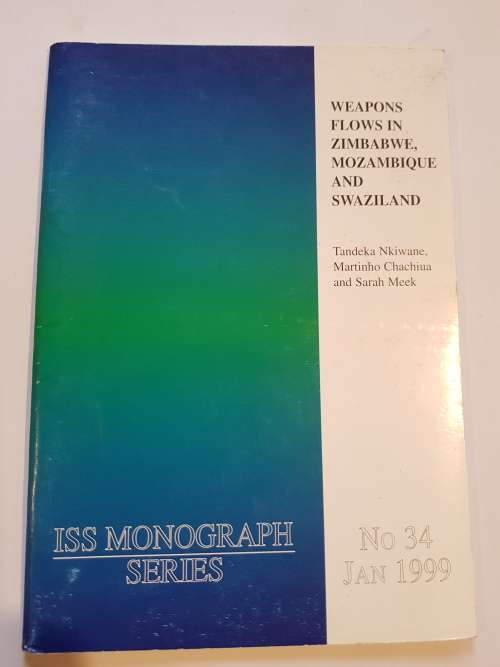 WEAPONS
FLOWS IN
ZIMBABWE,
MOZAMBIQUE
AND
SWAZILAND
Tandeka Nkiwane,
Martinho Chachiua
and Sarah Meek
ISS MONOGRAPH
SERIES
No 34
JAN 1999